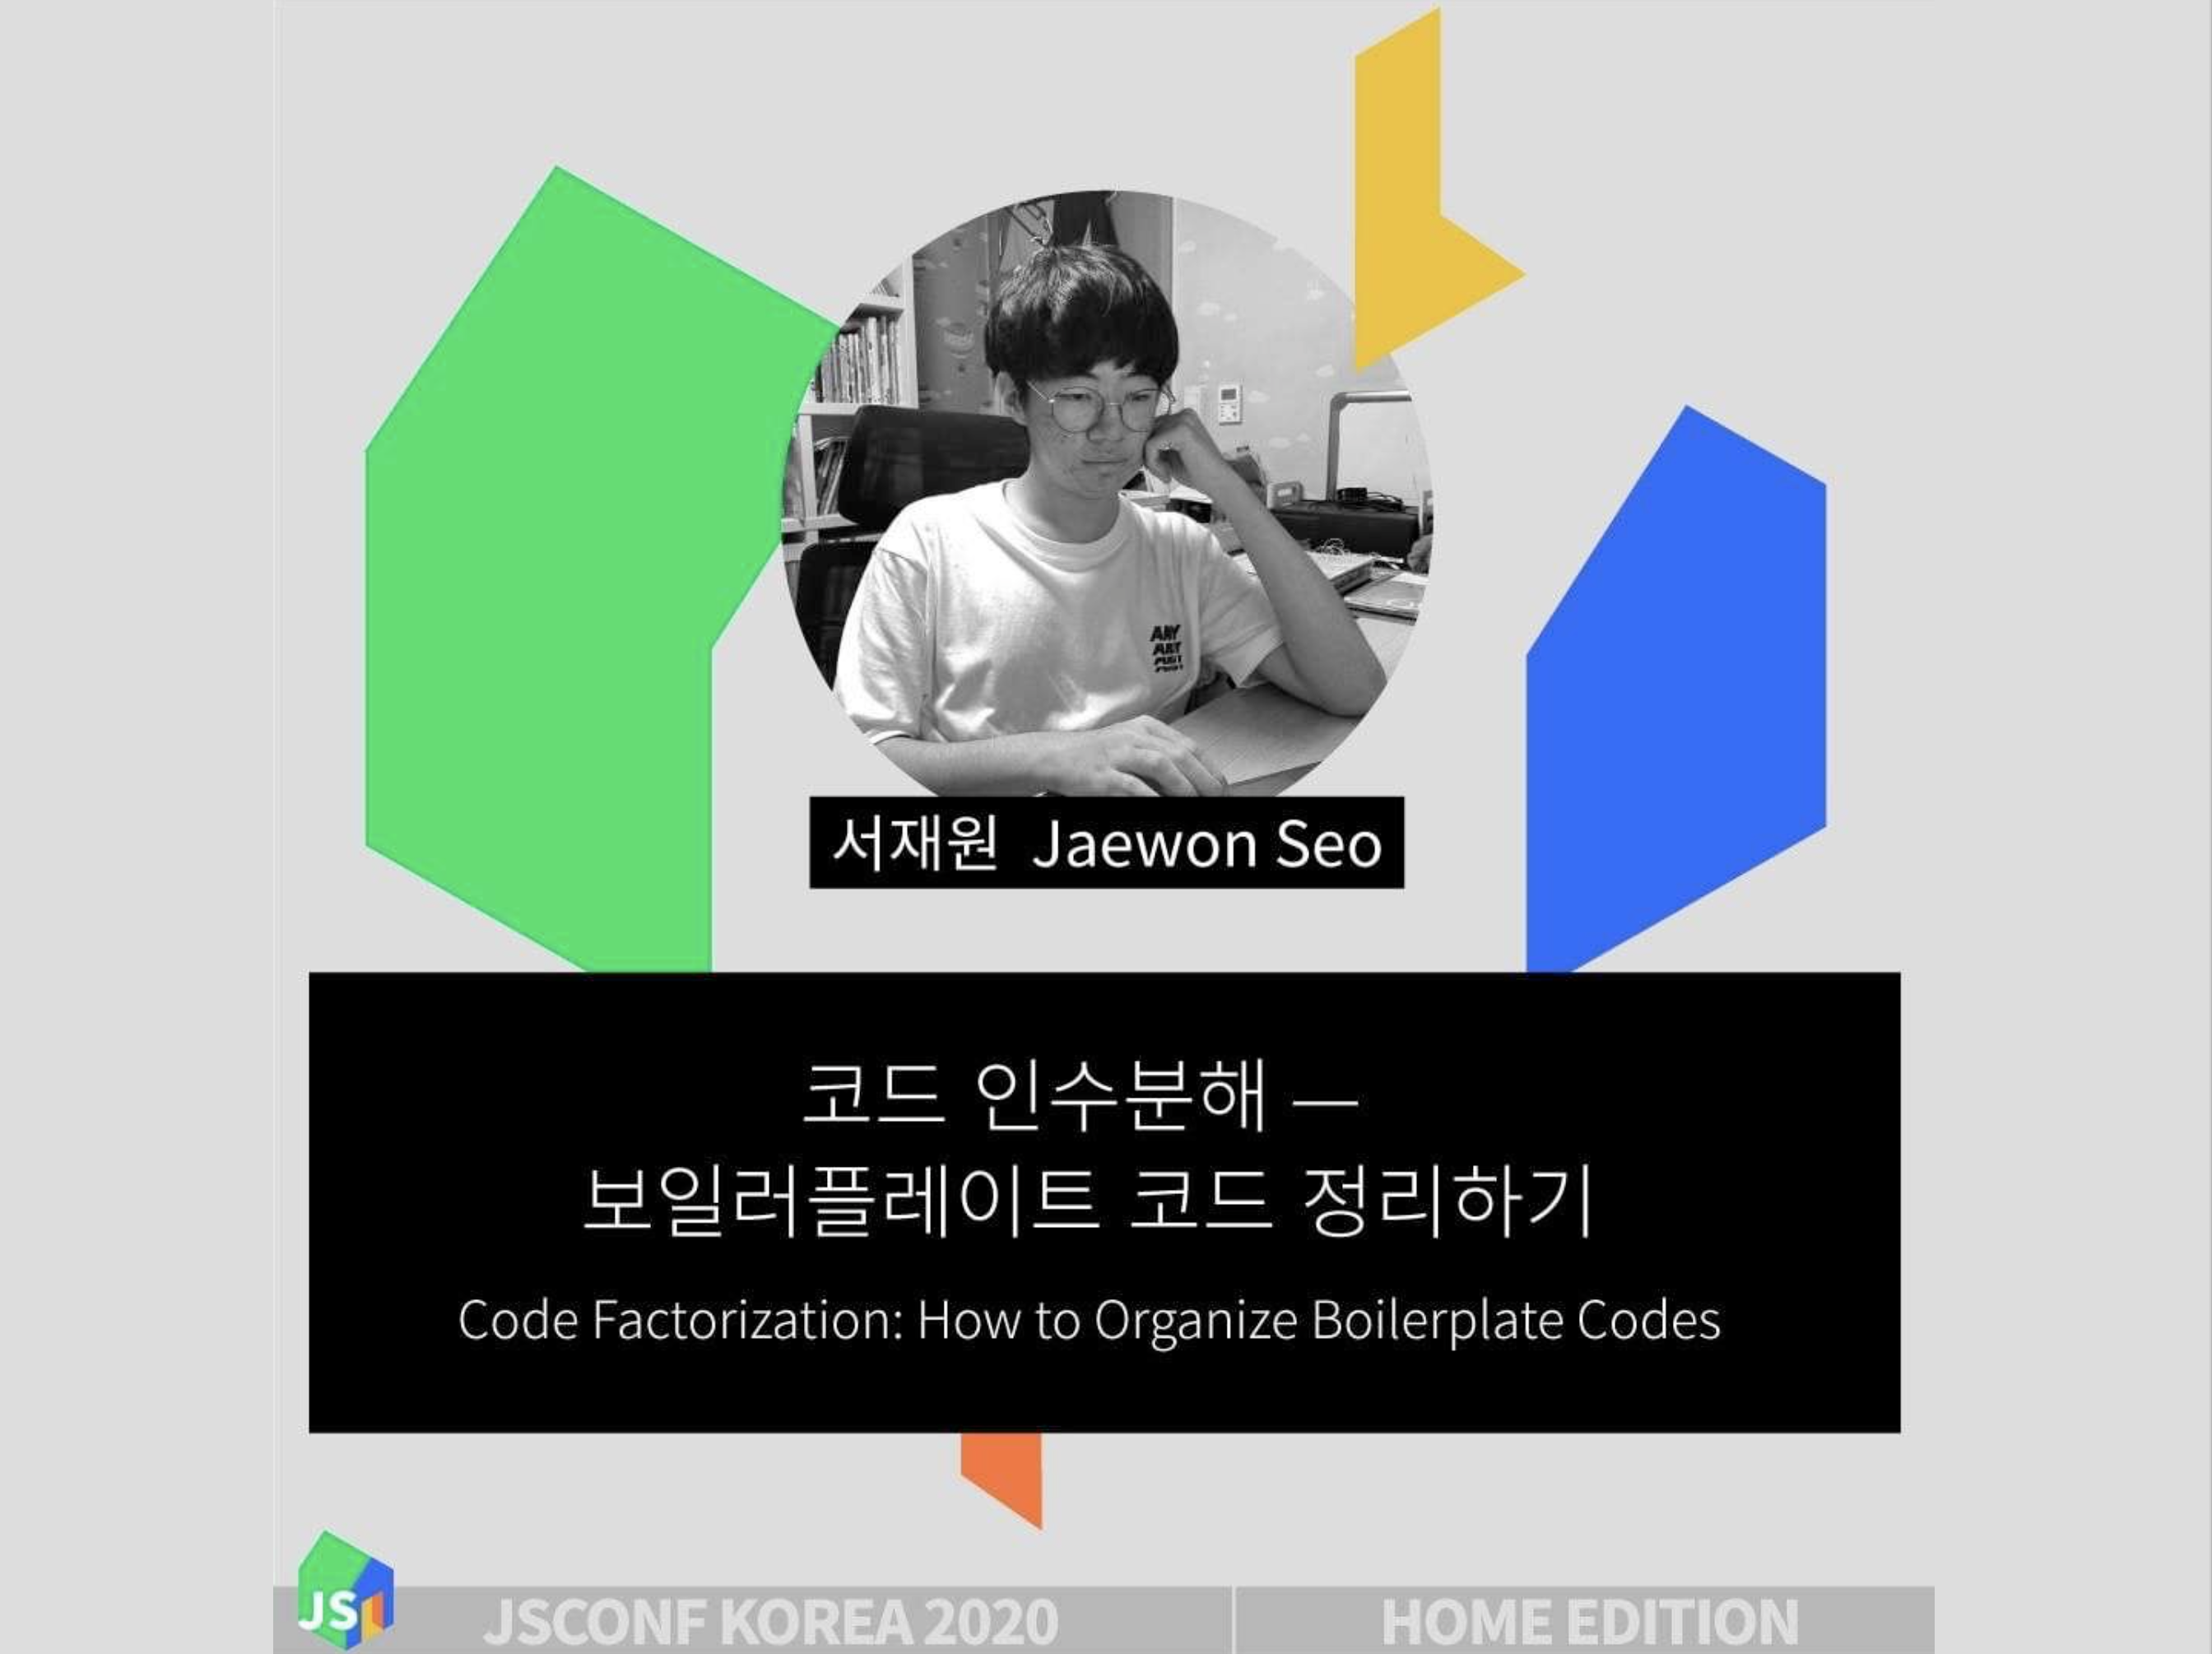 서재원 Jaewon Seo
코드 인수분해 —
보일러플레이트 코드 정리하기
Code Factorization: How to Organize Boilerplate Codes
JS
JSCONF KOREA 2020
HOME EDITION